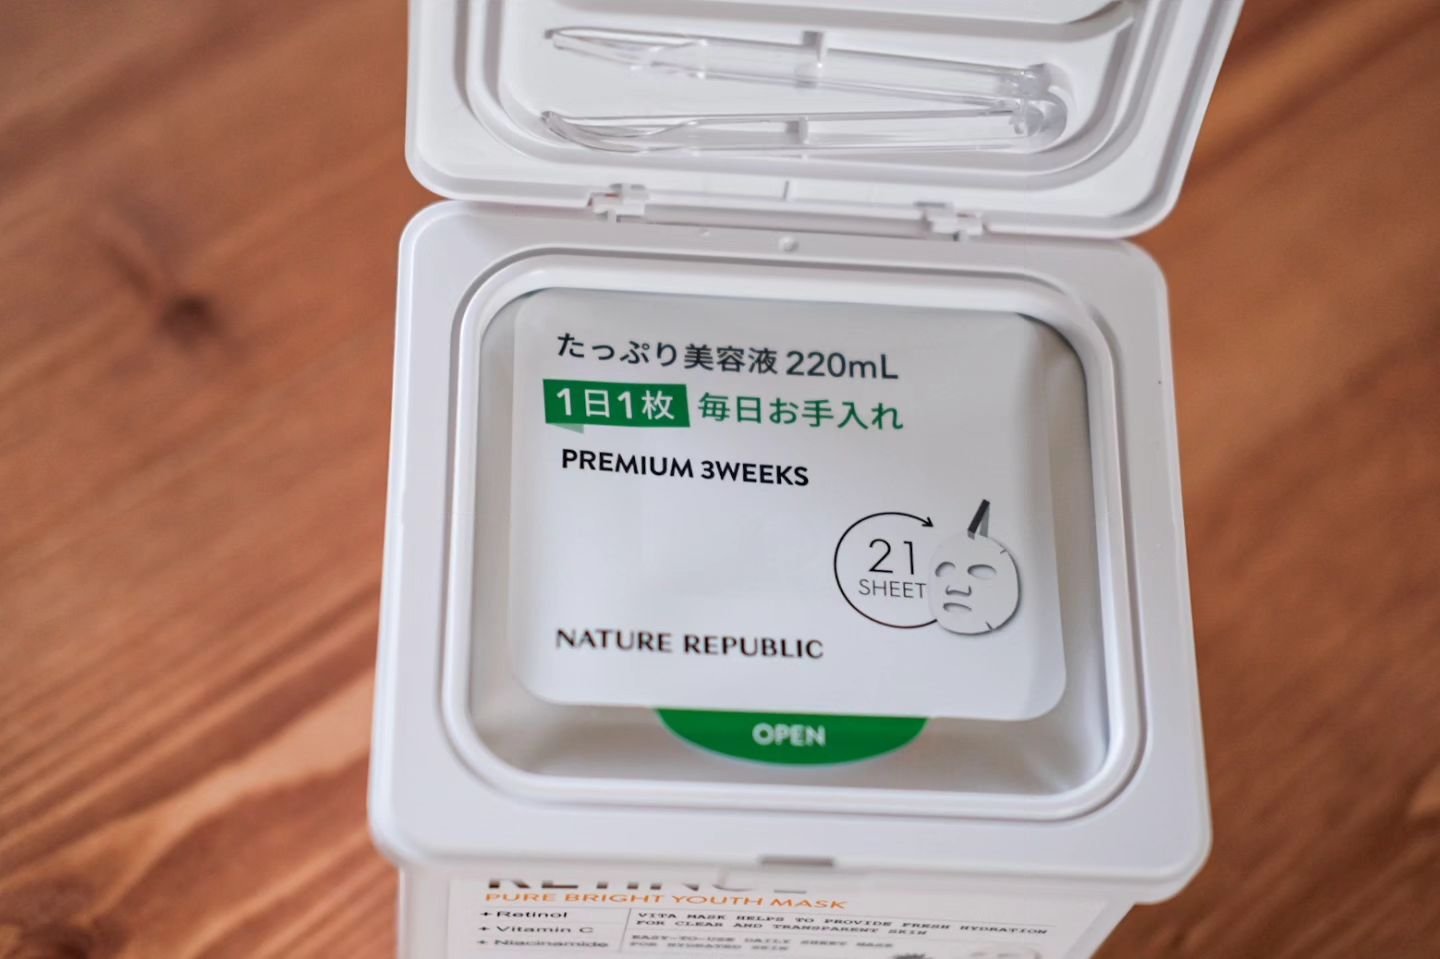 たっぷり美容液 220mL
1日1枚 毎日お手入れ
PREMIUM 3WEEKS
21
SHEET
NATURE REPUBLIC
OPEN
PURE BRIGHT YOUTH MASK
+ Retinol
+ Vitamin C
+ Niacinamide
VITA MASK HELPS TO PROVIDE FRESH HYDRATION
FOR CLEAR AND TRANSPARENT SKIN
EASY-TO-USE DAILY SHEET MASK
FOR HYDRATED SKIN